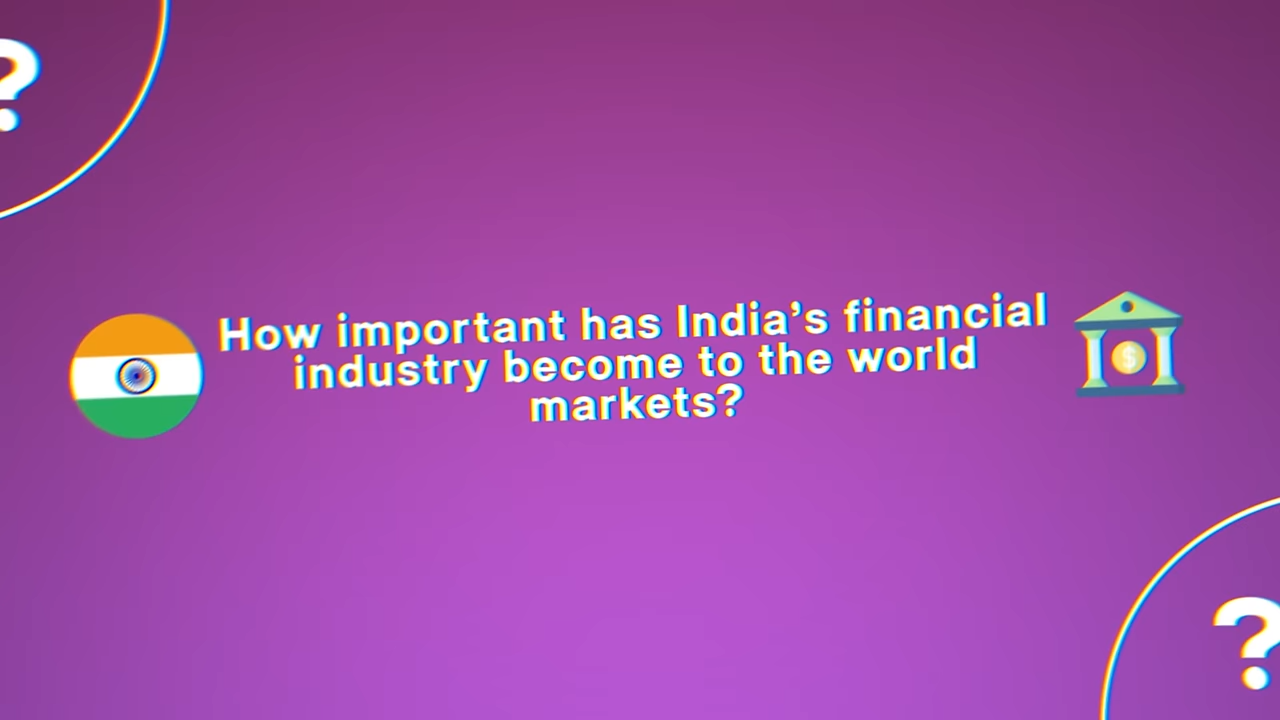 ?
How important has India’s financial
industry become to the world
markets?
$
?